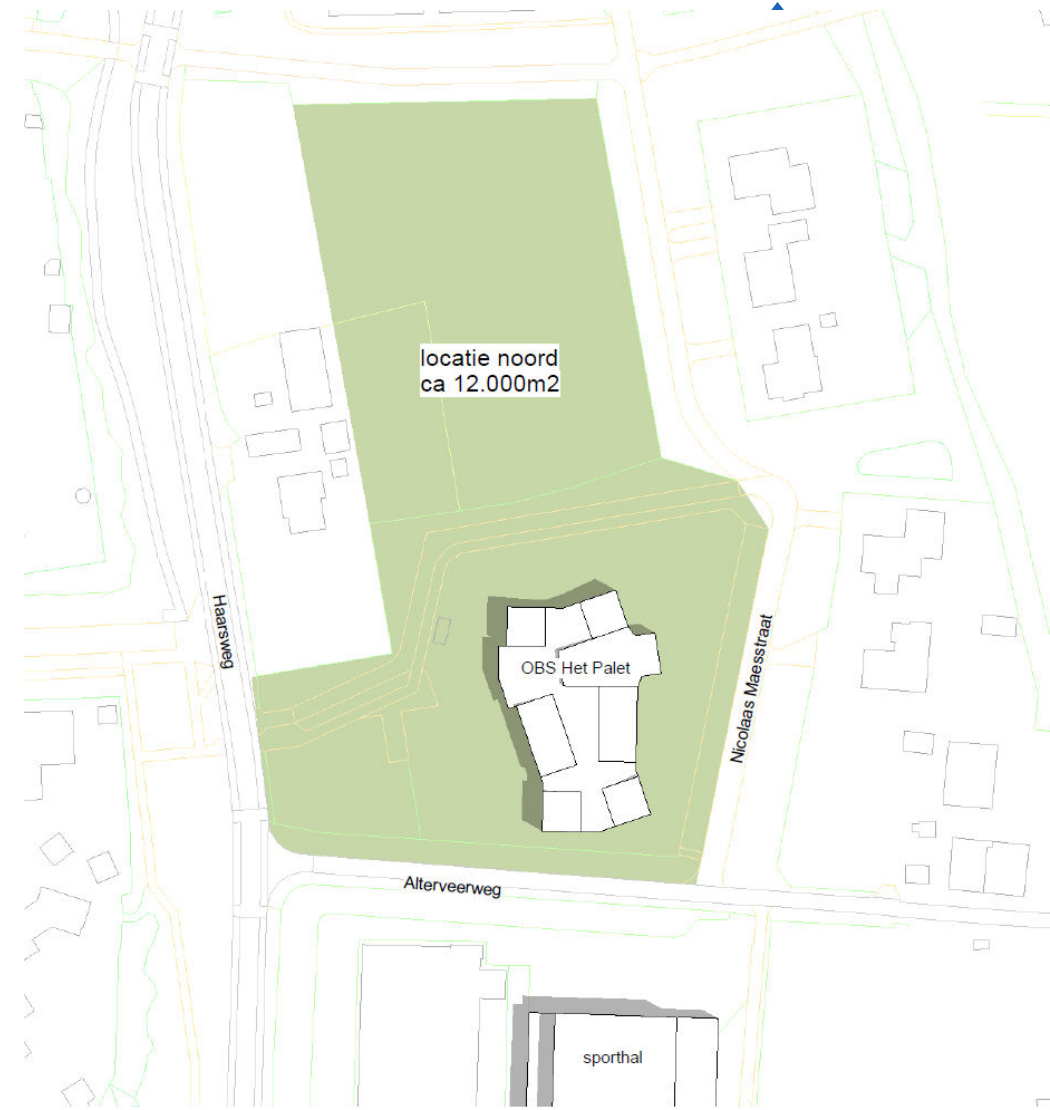 locatie noord
ca 12.000m2
Haarsweg
OBS Het Palet
Nicolaas Maesstraat
Alterveerweg
sporthal